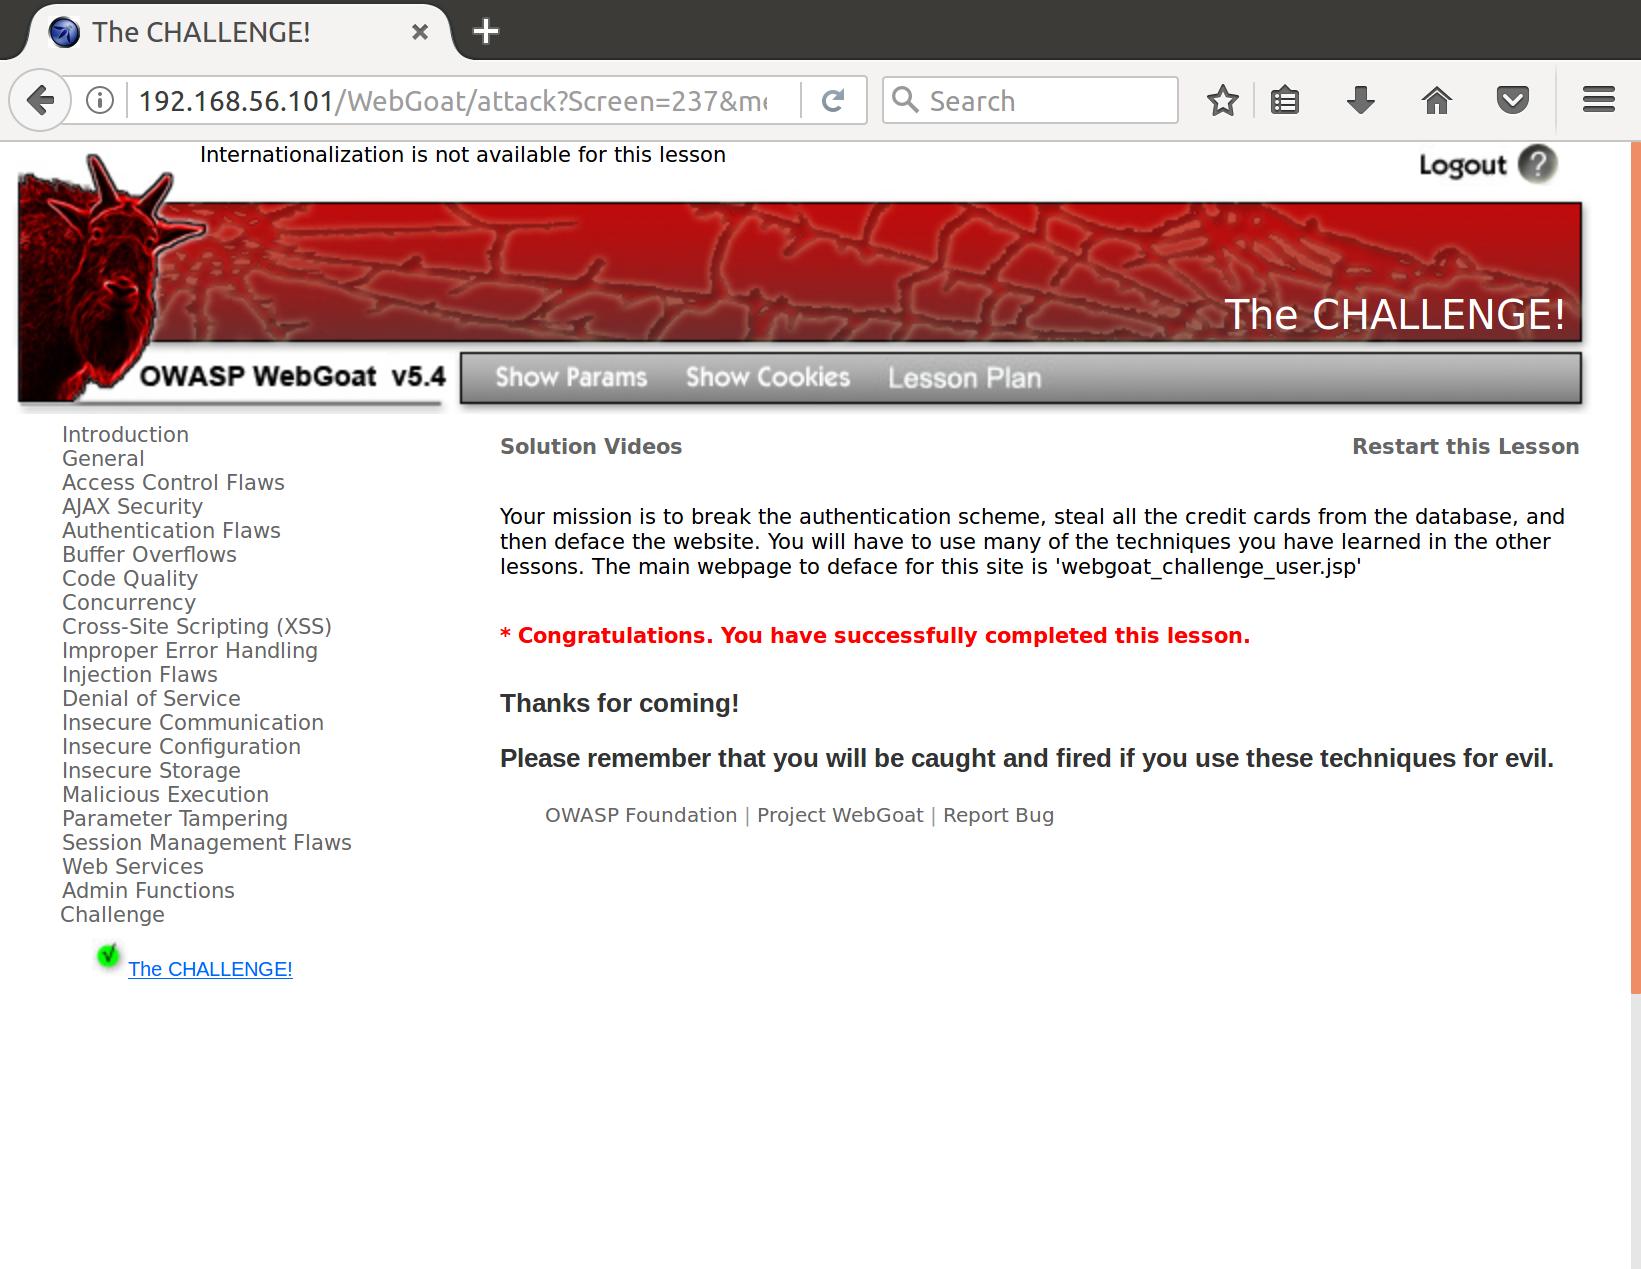 The CHALLENGE!
192.168.56.101/WebGoat/attack?Screen=237&me
Search
Internationalization is not available for this lesson
Logout ?
The CHALLENGE!
OWASP WebGoat v5.4
Show Params Show Cookies Lesson Plan
Introduction
General
Access Control Flaws
AJAX Security
Authentication Flaws
Buffer Overflows
Code Quality
Concurrency
Cross-Site Scripting (XSS)
Improper Error Handling
Injection Flaws
Denial of Service
Insecure Communication
Insecure Configuration
Insecure Storage
Malicious Execution
Parameter Tampering
Session Management Flaws
Web Services
Admin Functions
Challenge
The CHALLENGE!
Solution Videos
Restart this Lesson
Your mission is to break the authentication scheme, steal all the credit cards from the database, and
then deface the website. You will have to use many of the techniques you have learned in the other
lessons. The main webpage to deface for this site is 'webgoat_challenge_user.jsp'
* Congratulations. You have successfully completed this lesson.
Thanks for coming!
Please remember that you will be caught and fired if you use these techniques for evil.
OWASP Foundation | Project WebGoat | Report Bug